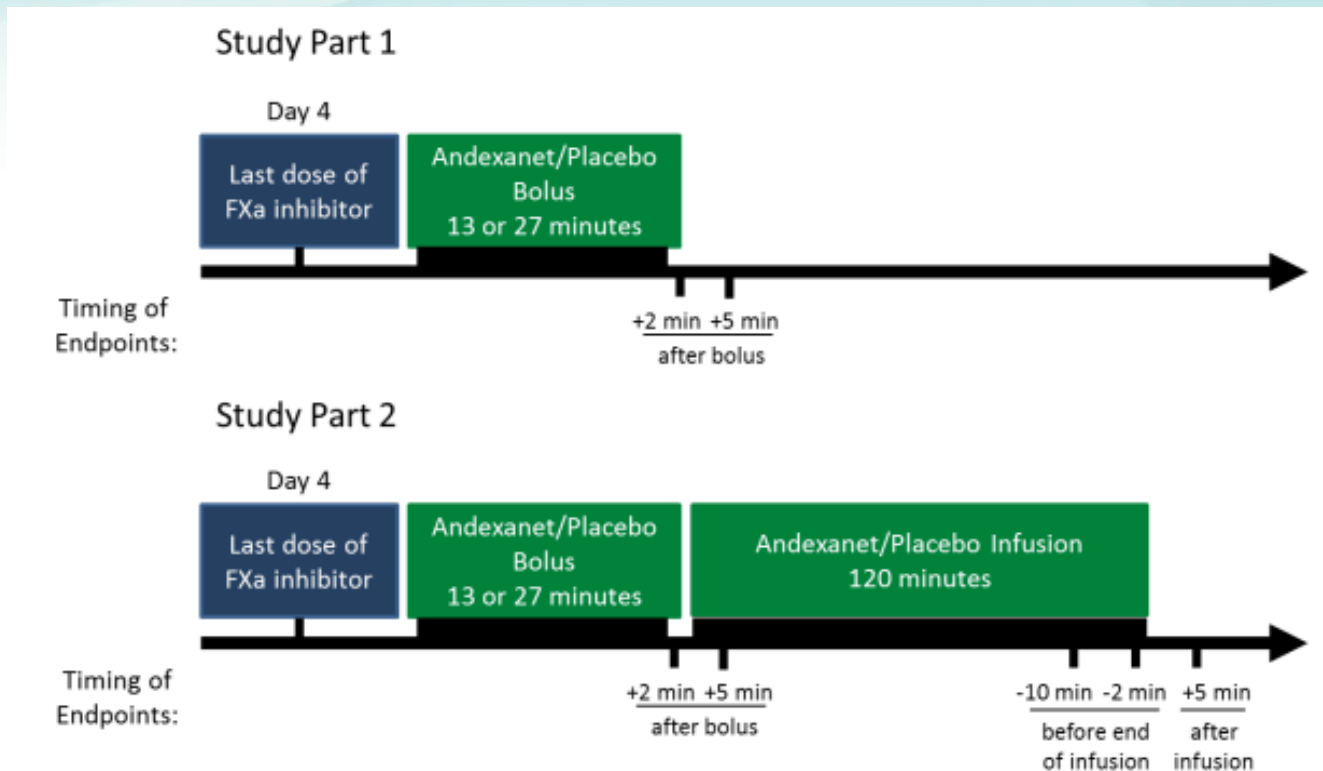 Study Part 1
Day 4
Last dose of
FXa inhibitor
Andexanet/Placebo
Bolus
13 or 27 minutes
Timing of
Endpoints:
+2 min +5 min
after bolus
Study Part 2
Day 4
Last dose of
FXa inhibitor
Andexanet/Placebo
Bolus
13 or 27 minutes
Andexanet/Placebo Infusion
120 minutes
Timing of
Endpoints:
+2 min +5 min
after bolus
-10 min -2 min
before end
of infusion
+5 min
after
infusion